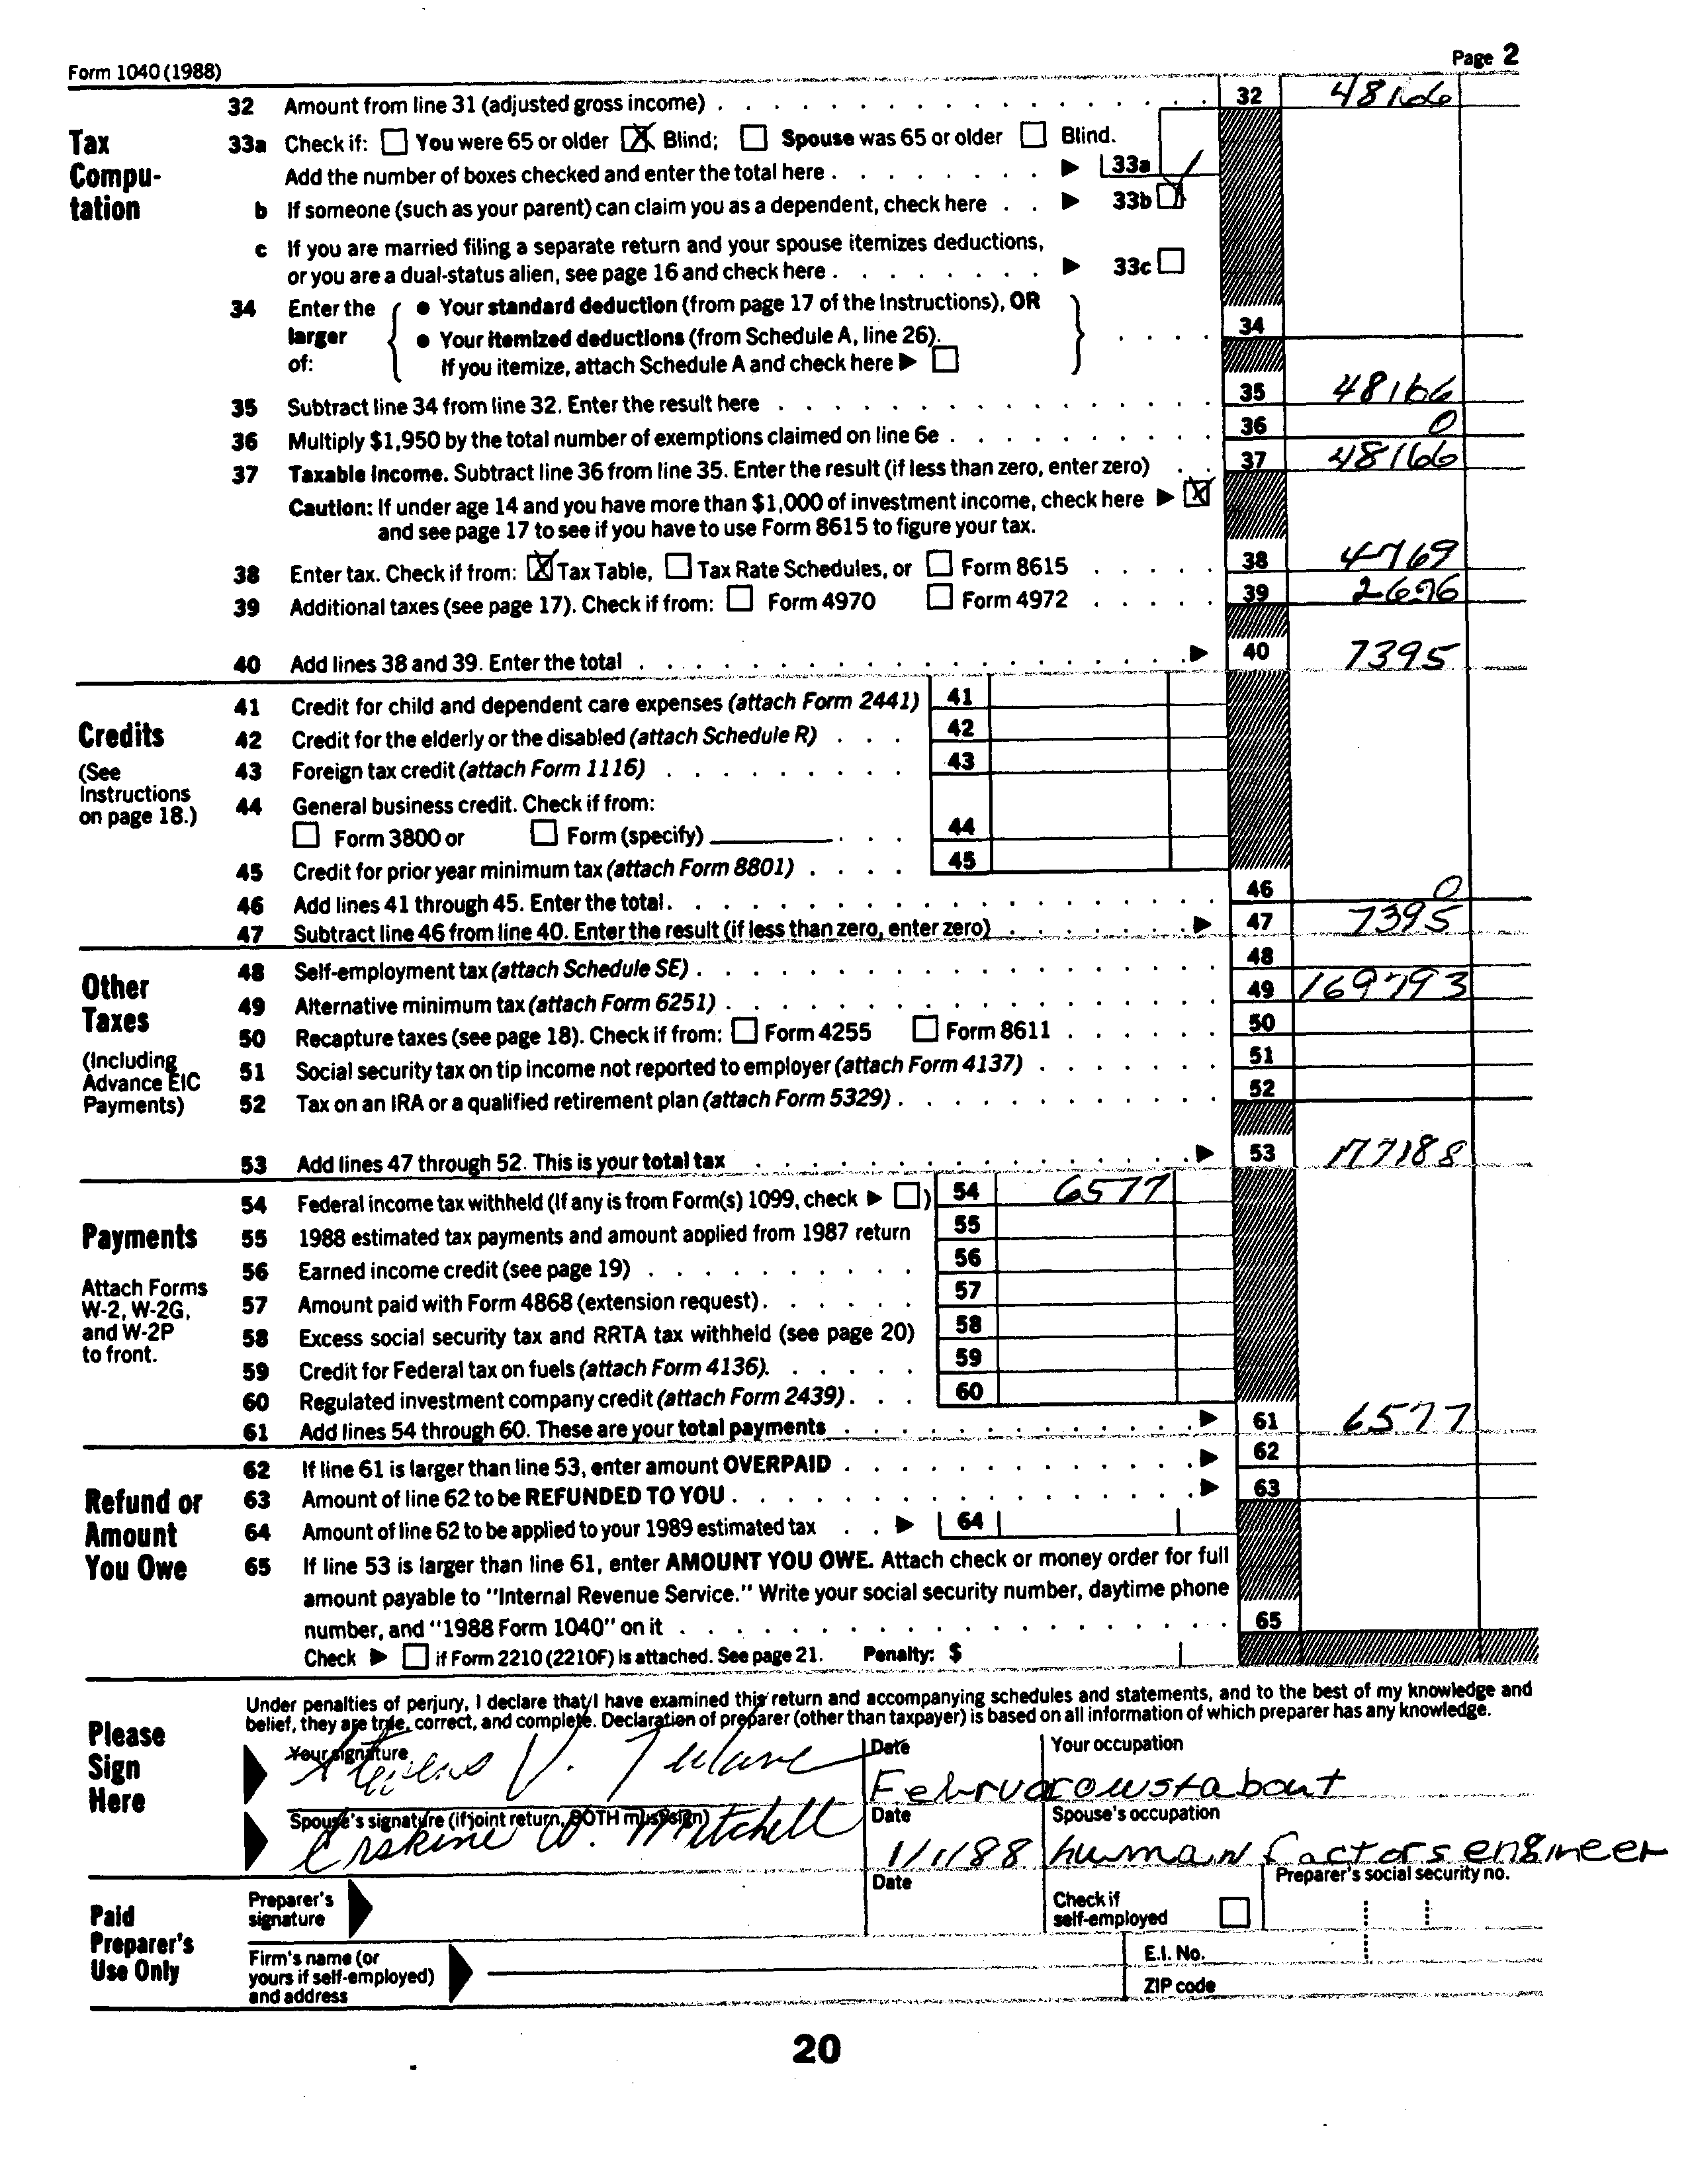 Form 1040 (1988) Page 2
32 Amount from line 31 (adjusted gross income) . . . . . . . . . . . . . . . . . 32 48166
Tax Computation
33a Check if: ☐ You were 65 or older ☒ Blind; ☐ Spouse was 65 or older ☐ Blind.
Add the number of boxes checked and enter the total here . . . . . . . . ▶ 33a 1
b If someone (such as your parent) can claim you as a dependent, check here . . ▶ 33b ☒
c If you are married filing a separate return and your spouse itemizes deductions,
or you are a dual-status alien, see page 16 and check here . . . . . . . . ▶ 33c ☐
34 Enter the larger of:
● Your standard deduction (from page 17 of the Instructions), OR
● Your itemized deductions (from Schedule A, line 26).
If you itemize, attach Schedule A and check here ▶ ☐ . . . . 34
35 Subtract line 34 from line 32. Enter the result here . . . . . . . . . . . . . . . . 35 48166
36 Multiply $1,950 by the total number of exemptions claimed on line 6e . . . . . . . . . . 36 0
37 Taxable income. Subtract line 36 from line 35. Enter the result (if less than zero, enter zero) . . 37 48166
Caution: If under age 14 and you have more than $1,000 of investment income, check here ▶ ☒
and see page 17 to see if you have to use Form 8615 to figure your tax.
38 Enter tax. Check if from: ☒ Tax Table, ☐ Tax Rate Schedules, or ☐ Form 8615 . . . . . 38 4769
39 Additional taxes (see page 17). Check if from: ☐ Form 4970 ☐ Form 4972 . . . . . 39
40 Add lines 38 and 39. Enter the total . . . . . . . . . . . . . . . . . ▶ 40 7395
Credits
(See Instructions on page 18.)
41 Credit for child and dependent care expenses (attach Form 2441) 41
42 Credit for the elderly or the disabled (attach Schedule R) . . . 42
43 Foreign tax credit (attach Form 1116) . . . . . . . . . 43
44 General business credit. Check if from:
☐ Form 3800 or ☐ Form (specify) . . . 44
45 Credit for prior year minimum tax (attach Form 8801) . . . . 45
46 Add lines 41 through 45. Enter the total . . . . . . . . . . . . . . . . . . 46 0
47 Subtract line 46 from line 40. Enter the result (if less than zero, enter zero) . . . . . . . ▶ 47 7395
Other Taxes
(Including Advance EIC Payments)
48 Self-employment tax (attach Schedule SE) . . . . . . . . . . . . . . . . . 48
49 Alternative minimum tax (attach Form 6251) . . . . . . . . . . . . . . . . 49 169793
50 Recapture taxes (see page 18). Check if from: ☐ Form 4255 ☐ Form 8611 . . . . . . 50
51 Social security tax on tip income not reported to employer (attach Form 4137) . . . . . . . 51
52 Tax on an IRA or a qualified retirement plan (attach Form 5329) . . . . . . . . . . . 52
53 Add lines 47 through 52. This is your total tax . . . . . . . . . . . . . . . ▶ 53 177188
Payments
Attach Forms W-2, W-2G, and W-2P to front.
54 Federal income tax withheld (If any is from Form(s) 1099, check ▶ ☐) 54 6577
55 1988 estimated tax payments and amount applied from 1987 return 55
56 Earned income credit (see page 19) . . . . . . . . . . 56
57 Amount paid with Form 4868 (extension request) . . . . . . 57
58 Excess social security tax and RRTA tax withheld (see page 20) 58
59 Credit for Federal tax on fuels (attach Form 4136). . . . . . 59
60 Regulated investment company credit (attach Form 2439) . . . 60
61 Add lines 54 through 60. These are your total payments . . . . . . . . . . . . . ▶ 61 6577
Refund or Amount You Owe
62 If line 61 is larger than line 53, enter amount OVERPAID . . . . . . . . . . . . . ▶ 62
63 Amount of line 62 to be REFUNDED TO YOU . . . . . . . . . . . . . . . . . ▶ 63
64 Amount of line 62 to be applied to your 1989 estimated tax . . ▶ 64
65 If line 53 is larger than line 61, enter AMOUNT YOU OWE. Attach check or money order for full
amount payable to "Internal Revenue Service." Write your social security number, daytime phone
number, and "1988 Form 1040" on it . . . . . . . . . . . . . . . . . . . 65
Check ▶ ☐ if Form 2210 (2210F) is attached. See page 21. Penalty: $
Please Sign Here
Under penalties of perjury, I declare that I have examined this return and accompanying schedules and statements, and to the best of my knowledge and
belief, they are true, correct, and complete. Declaration of preparer (other than taxpayer) is based on all information of which preparer has any knowledge.
Your signature Date Your occupation
V. roustabout
Spouse's signature (if joint return, BOTH must sign) Date Spouse's occupation
Erskine W. Mitchell 1/1/88 human factors engineer
Paid Preparer's Use Only
Preparer's signature Date Check if self-employed ☐ Preparer's social security no.
Firm's name (or yours if self-employed) and address E.I. No.
ZIP code
20